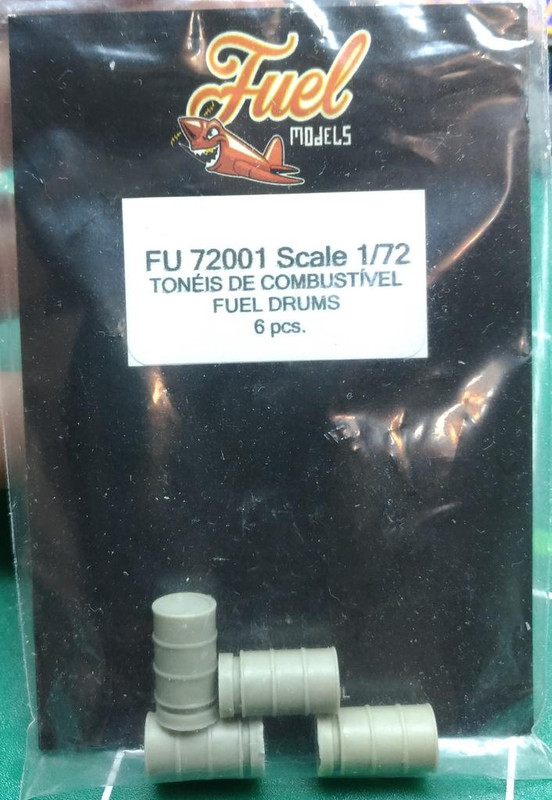 Fuel
MODELS
FU 72001 Scale 1/72
TONÉIS DE COMBUSTÍVEL
FUEL DRUMS
6 pcs.